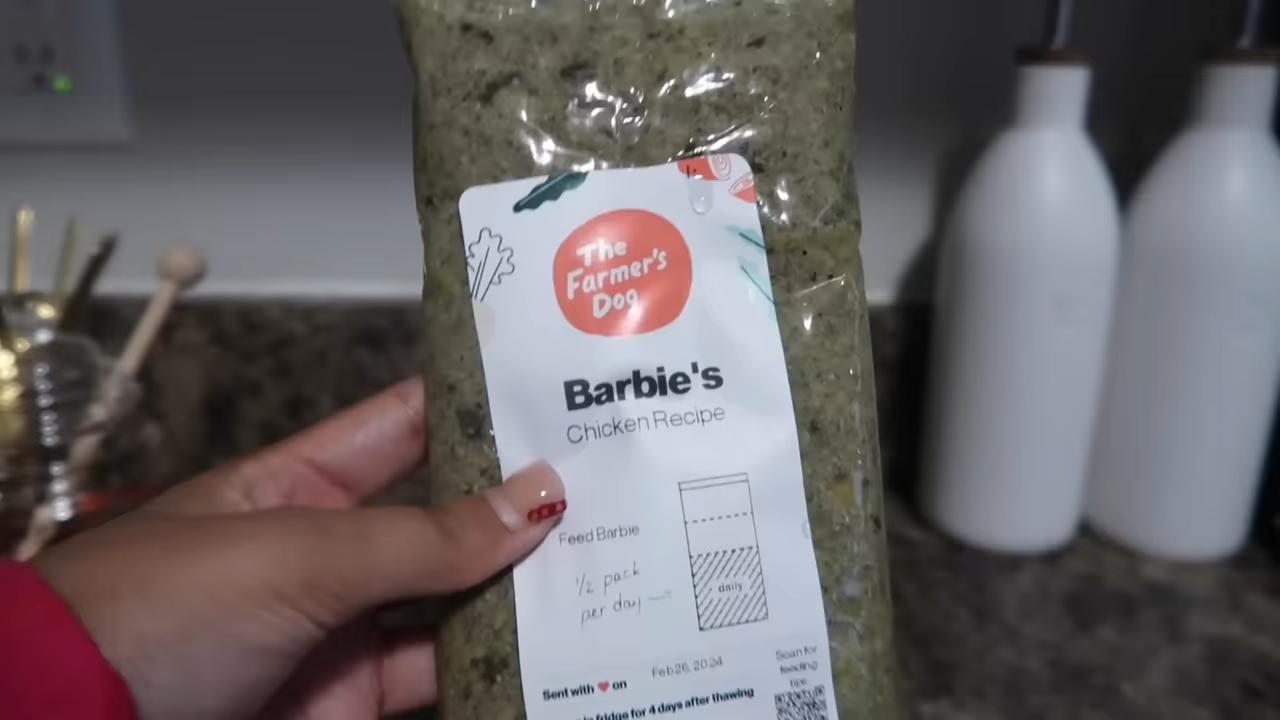 The
Farmer's
Dog
Barbie's
Chicken Recipe
Feed Barbie
1/2 pack
per day
daily
Sent with ❤ on Feb 26, 2024
Scan for
feeding
tips
fridge for 4 days after thawing